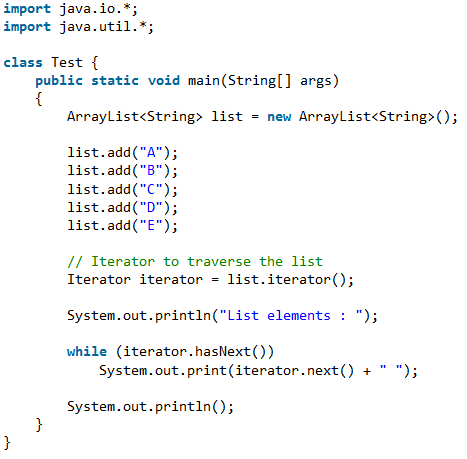 import java.io.*;
import java.util.*;

class Test {
    public static void main(String[] args)
    {
        ArrayList<String> list = new ArrayList<String>();

        list.add("A");
        list.add("B");
        list.add("C");
        list.add("D");
        list.add("E");

        // Iterator to traverse the list
        Iterator iterator = list.iterator();

        System.out.println("List elements : ");

        while (iterator.hasNext())
            System.out.print(iterator.next() + " ");

        System.out.println();
    }
}